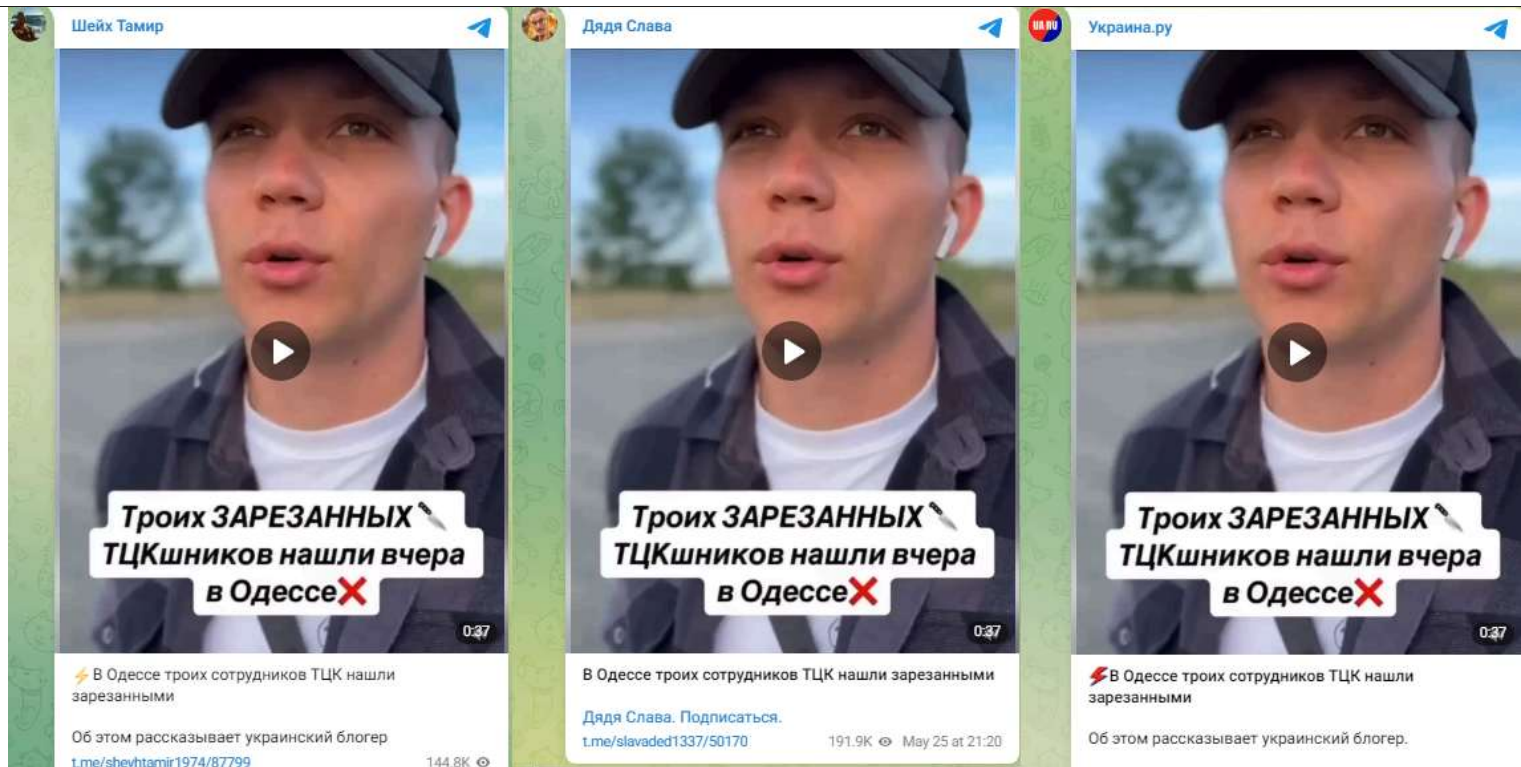 Шейх Тамир
Троих ЗАРЕЗАННЫХ🔪
ТЦКшников нашли вчера
в Одессе❌
0:37
⚡В Одессе троих сотрудников ТЦК нашли
зарезанными
Об этом рассказывает украинский блогер
t.me/sheyhtamir1974/87799
144.8K
Дядя Слава
Троих ЗАРЕЗАННЫХ🔪
ТЦКшников нашли вчера
в Одессе❌
0:37
В Одессе троих сотрудников ТЦК нашли зарезанными
Дядя Слава. Подписаться.
t.me/slavaded1337/50170
191.9K May 25 at 21:20
UA RU
Украина.ру
Троих ЗАРЕЗАННЫХ🔪
ТЦКшников нашли вчера
в Одессе❌
0:37
⚡В Одессе троих сотрудников ТЦК нашли
зарезанными
Об этом рассказывает украинский блогер.